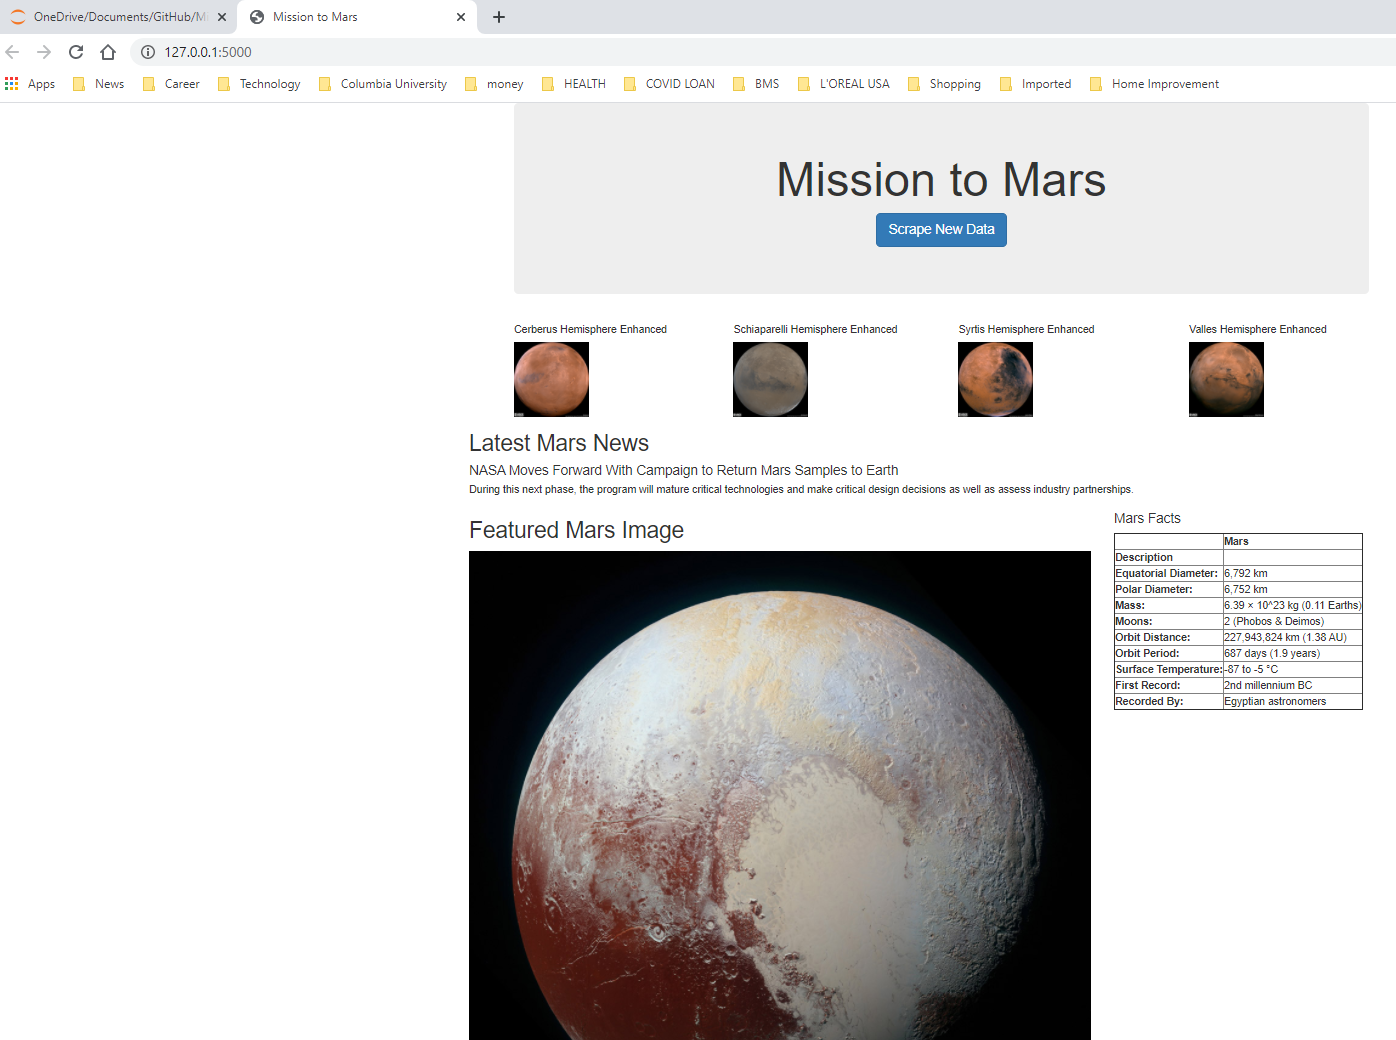 OneDrive/Documents/GitHub/Mi
Mission to Mars
127.0.0.1:5000
Apps News Career Technology Columbia University money HEALTH COVID LOAN BMS L'OREAL USA Shopping Imported Home Improvement
Mission to Mars
Scrape New Data
Cerberus Hemisphere Enhanced
Schiaparelli Hemisphere Enhanced
Syrtis Hemisphere Enhanced
Valles Hemisphere Enhanced
Latest Mars News
NASA Moves Forward With Campaign to Return Mars Samples to Earth
During this next phase, the program will mature critical technologies and make critical design decisions as well as assess industry partnerships.
Featured Mars Image
Mars Facts
Mars
Description
Equatorial Diameter: 6,792 km
Polar Diameter: 6,752 km
Mass: 6.39 × 10^23 kg (0.11 Earths)
Moons: 2 (Phobos & Deimos)
Orbit Distance: 227,943,824 km (1.38 AU)
Orbit Period: 687 days (1.9 years)
Surface Temperature: -87 to -5 °C
First Record: 2nd millennium BC
Recorded By: Egyptian astronomers